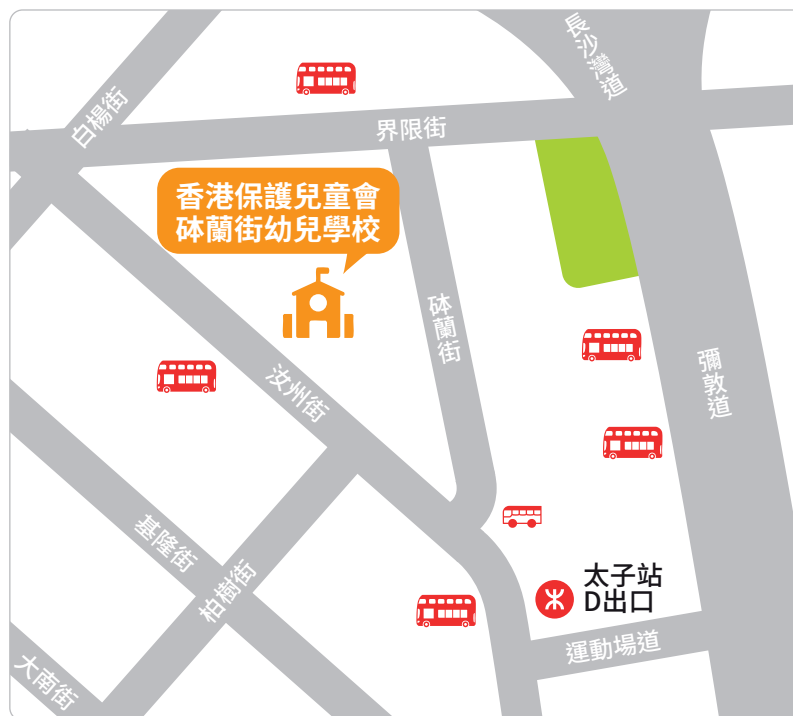 長沙灣道
白楊街
界限街
香港保護兒童會
砵蘭街幼兒學校
砵蘭街
彌敦道
汝州街
基隆街
柏樹街
太子站
D出口
運動場道
大南街